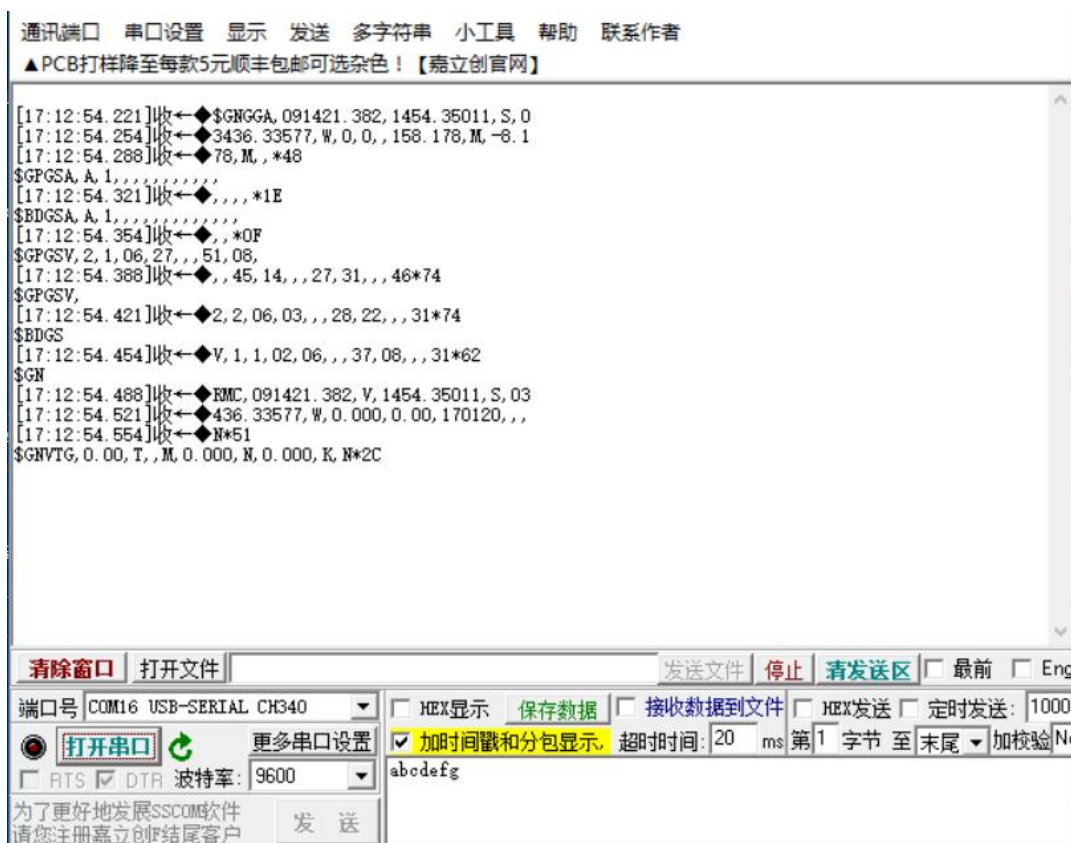 通讯端口 串口设置 显示 发送 多字符串 小工具 帮助 联系作者
▲PCB打样降至每款5元顺丰包邮可选杂色！【嘉立创官网】
[17:12:54.221]收←◆$GNGGA,091421.382,1454.35011,S,0
[17:12:54.254]收←◆3436.33577,W,0,0,,158.178,M,-8.1
[17:12:54.288]收←◆78,M,,*48
$GPGSA,A,1,,,,,,,,,,,
[17:12:54.321]收←◆,,,,*1E
$BDGSA,A,1,,,,,,,,,,,,,
[17:12:54.354]收←◆,,*0F
$GPGSV,2,1,06,27,,,51,08,
[17:12:54.388]收←◆,,45,14,,,27,31,,,46*74
$GPGSV,
[17:12:54.421]收←◆2,2,06,03,,,28,22,,,31*74
$BDGS
[17:12:54.454]收←◆V,1,1,02,06,,,37,08,,,31*62
$GN
[17:12:54.488]收←◆RMC,091421.382,V,1454.35011,S,03
[17:12:54.521]收←◆436.33577,W,0.000,0.00,170120,,,
[17:12:54.554]收←◆N*51
$GNVTG,0.00,T,,M,0.000,N,0.000,K,N*2C
清除窗口 打开文件 发送文件 停止 清发送区 最前 Eng
端口号 COM16 USB-SERIAL CH340 HEX显示 保存数据 接收数据到文件 HEX发送 定时发送: 1000
打开串口 更多串口设置 加时间戳和分包显示, 超时时间: 20 ms 第1 字节 至 末尾 加校验
RTS DTR 波特率: 9600 abcdefg
为了更好地发展SSCOM软件
请您注册嘉立创F结尾客户
发 送